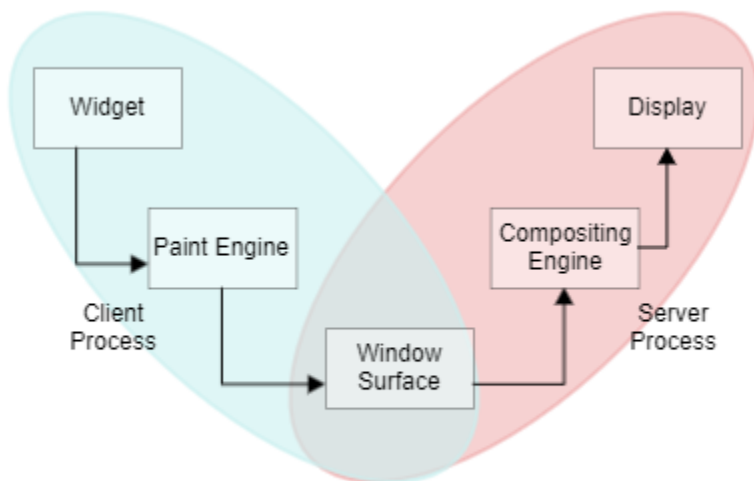 Widget
Display
Paint Engine
Compositing
Engine
Client
Process
Server
Process
Window
Surface